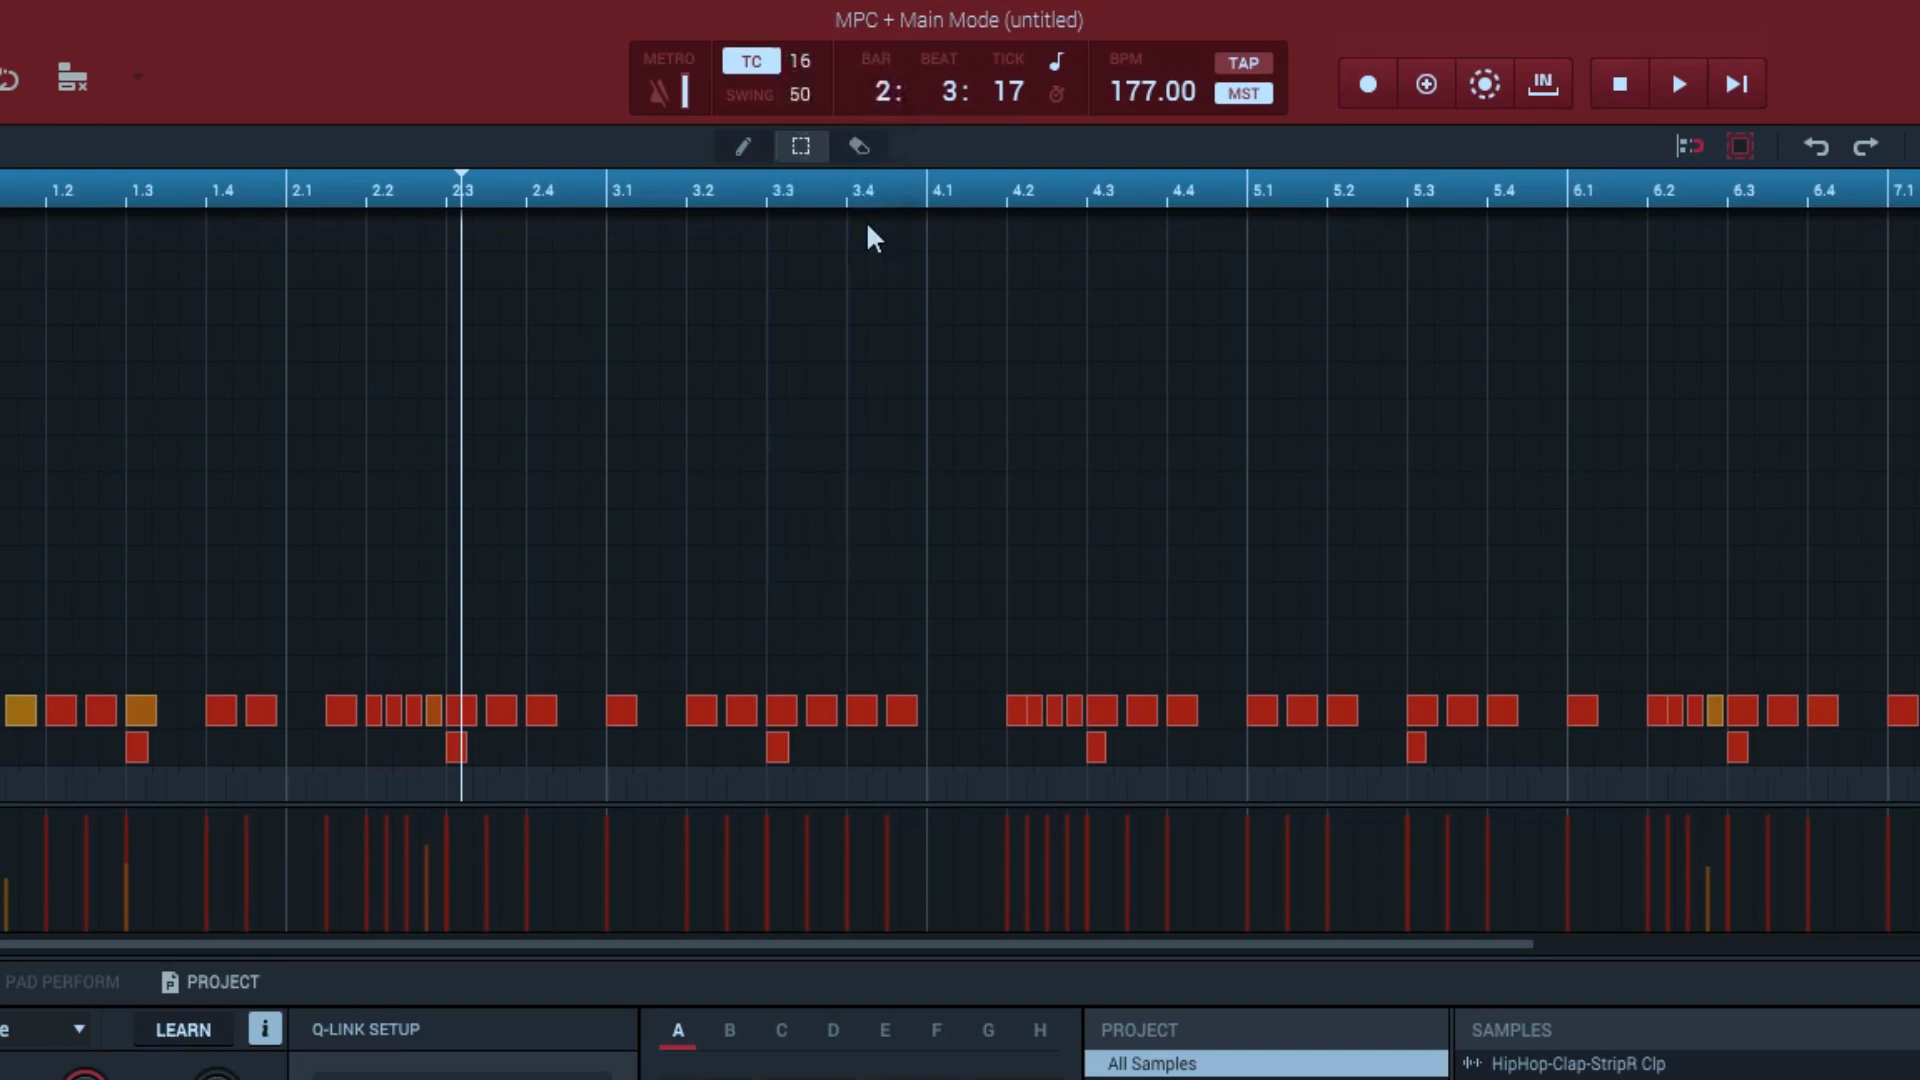 MPC + Main Mode (untitled)
METRO TC 16 BAR BEAT TICK BPM TAP
SWING 50 2: 3: 17 177.00 MST
IN
1.2 1.3 1.4 2.1 2.2 2.3 2.4 3.1 3.2 3.3 3.4 4.1 4.2 4.3 4.4 5.1 5.2 5.3 5.4 6.1 6.2 6.3 6.4 7.1
PAD PERFORM PROJECT
e LEARN i Q-LINK SETUP A B C D E F G H PROJECT SAMPLES
All Samples HipHop-Clap-StripR Clp